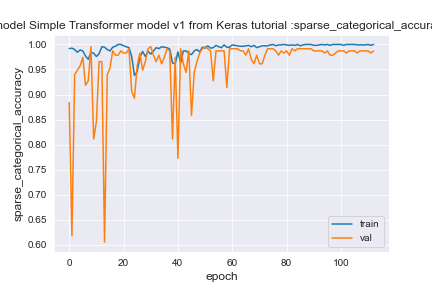 model Simple Transformer model v1 from Keras tutorial :sparse_categorical_accura
sparse_categorical_accuracy
1.00
0.95
0.90
0.85
0.80
0.75
0.70
0.65
0.60
0 20 40 60 80 100
epoch
train
val